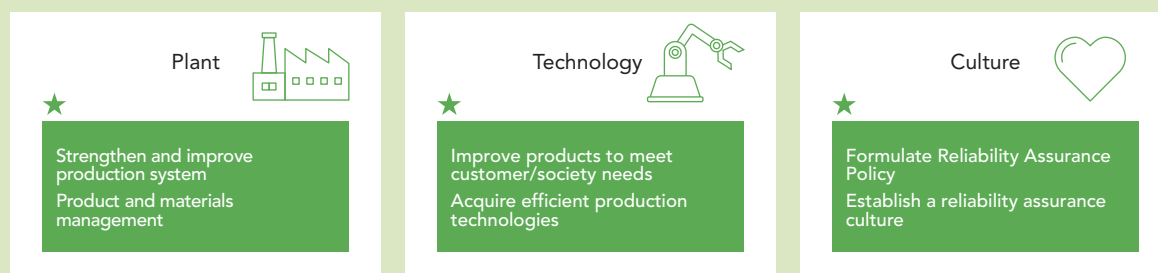 Plant
Strengthen and improve
production system
Product and materials
management
Technology
Improve products to meet
customer/society needs
Acquire efficient production
technologies
Culture
Formulate Reliability Assurance
Policy
Establish a reliability assurance
culture